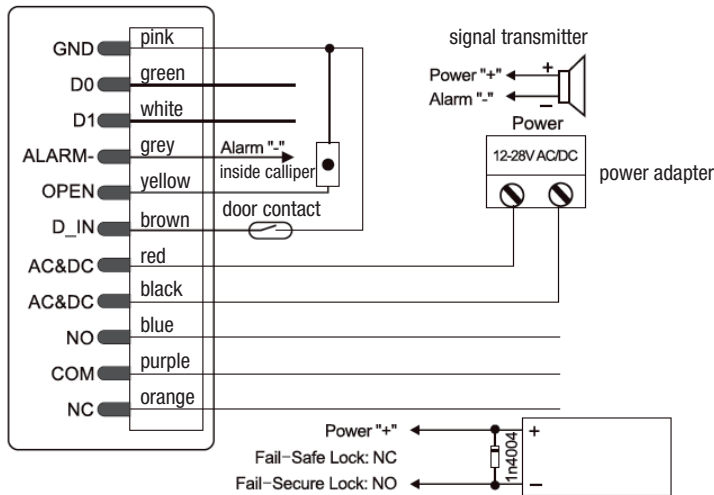 GND pink
D0 green
D1 white
ALARM- grey Alarm "-"
OPEN yellow inside calliper
D_IN brown door contact
AC&DC red
AC&DC black
NO blue
COM purple
NC orange
signal transmitter
Power "+" +
Alarm "-" –
Power
12-28V AC/DC
power adapter
Power "+" +
Fail-Safe Lock: NC
1n4004
Fail-Secure Lock: NO –